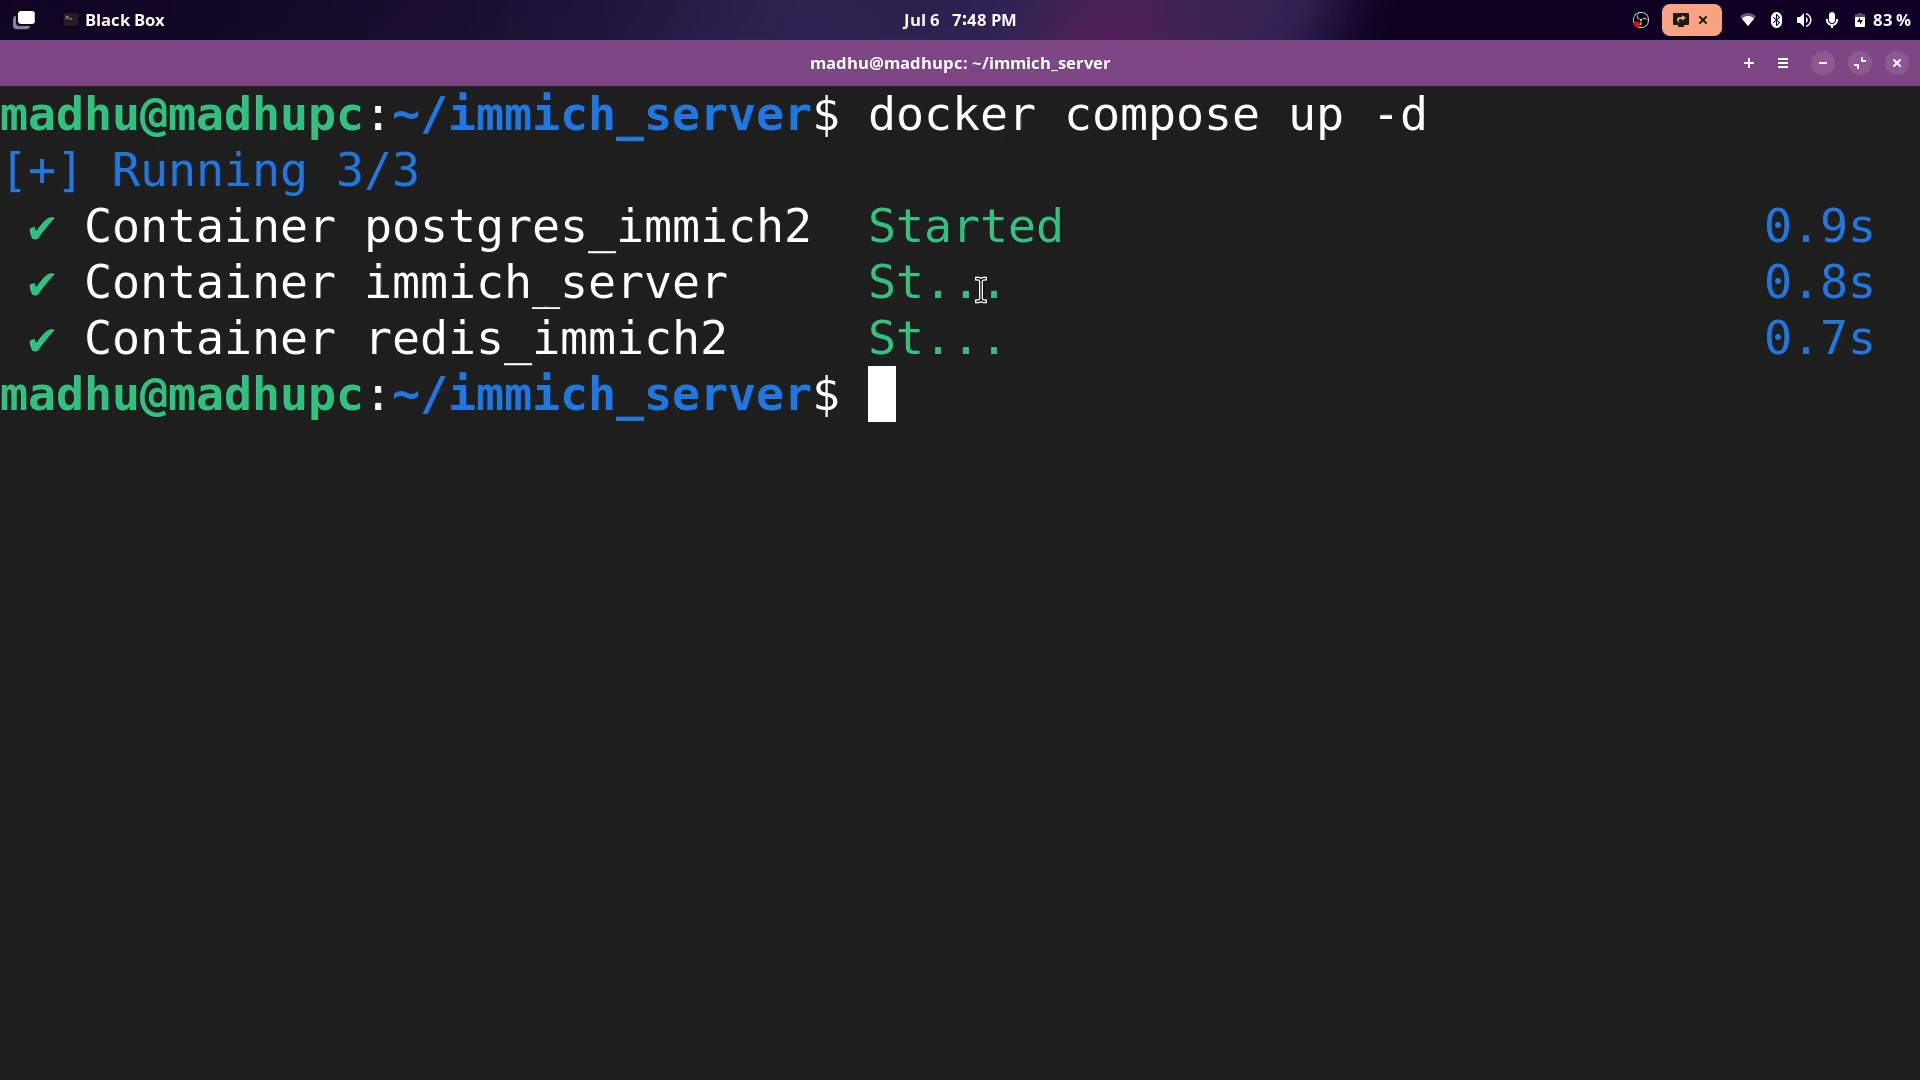 Black Box
Jul 6 7:48 PM
83 %
madhu@madhupc: ~/immich_server
madhu@madhupc:~/immich_server$ docker compose up -d
[+] Running 3/3
✔ Container postgres_immich2 Started 0.9s
✔ Container immich_server St... 0.8s
✔ Container redis_immich2 St... 0.7s
madhu@madhupc:~/immich_server$